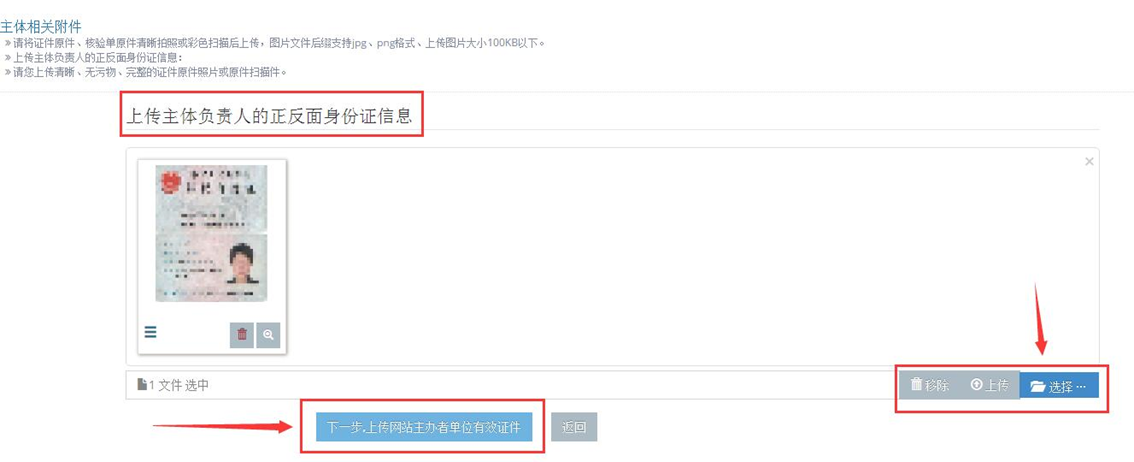 主体相关附件
» 请将证件原件、核验单原件清晰拍照或彩色扫描后上传，图片文件后缀支持jpg、png格式、上传图片大小100KB以下。
» 上传主体负责人的正反面身份证信息：
» 请您上传清晰、无污物、完整的证件原件照片或原件扫描件。
上传主体负责人的正反面身份证信息
×
1 文件 选中
移除 上传 选择 ···
下一步.上传网站主办者单位有效证件 返回